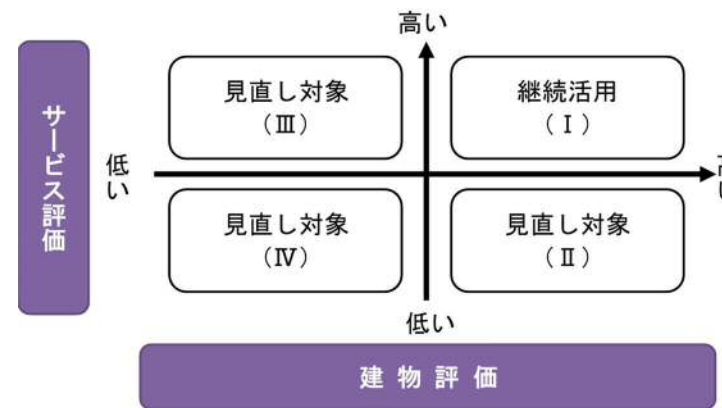 高い
見直し対象
（Ⅲ）
継続活用
（Ⅰ）
サービス評価
低い
高い
見直し対象
（Ⅳ）
見直し対象
（Ⅱ）
低い
建物評価